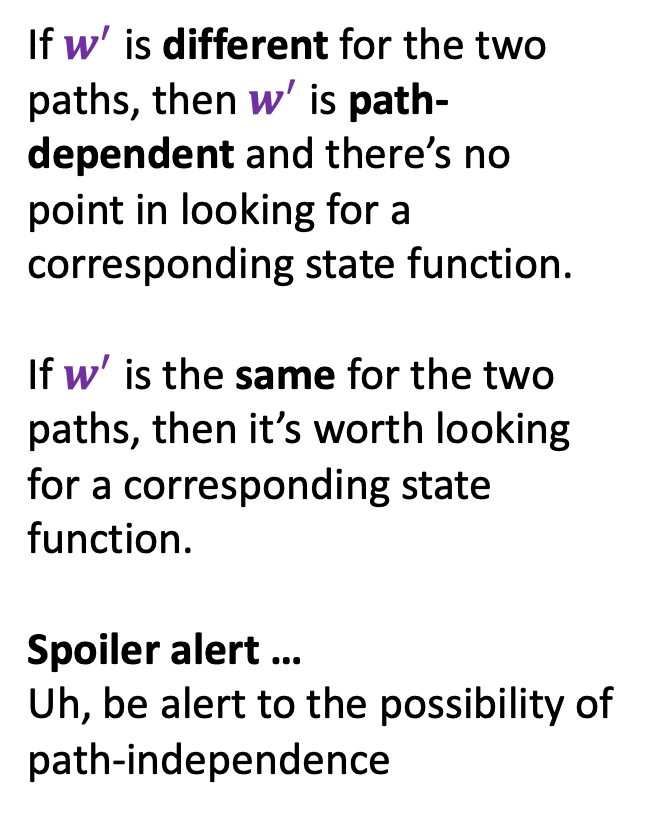 If w′ is different for the two
paths, then w′ is path-
dependent and there’s no
point in looking for a
corresponding state function.
If w′ is the same for the two
paths, then it’s worth looking
for a corresponding state
function.
Spoiler alert ...
Uh, be alert to the possibility of
path-independence